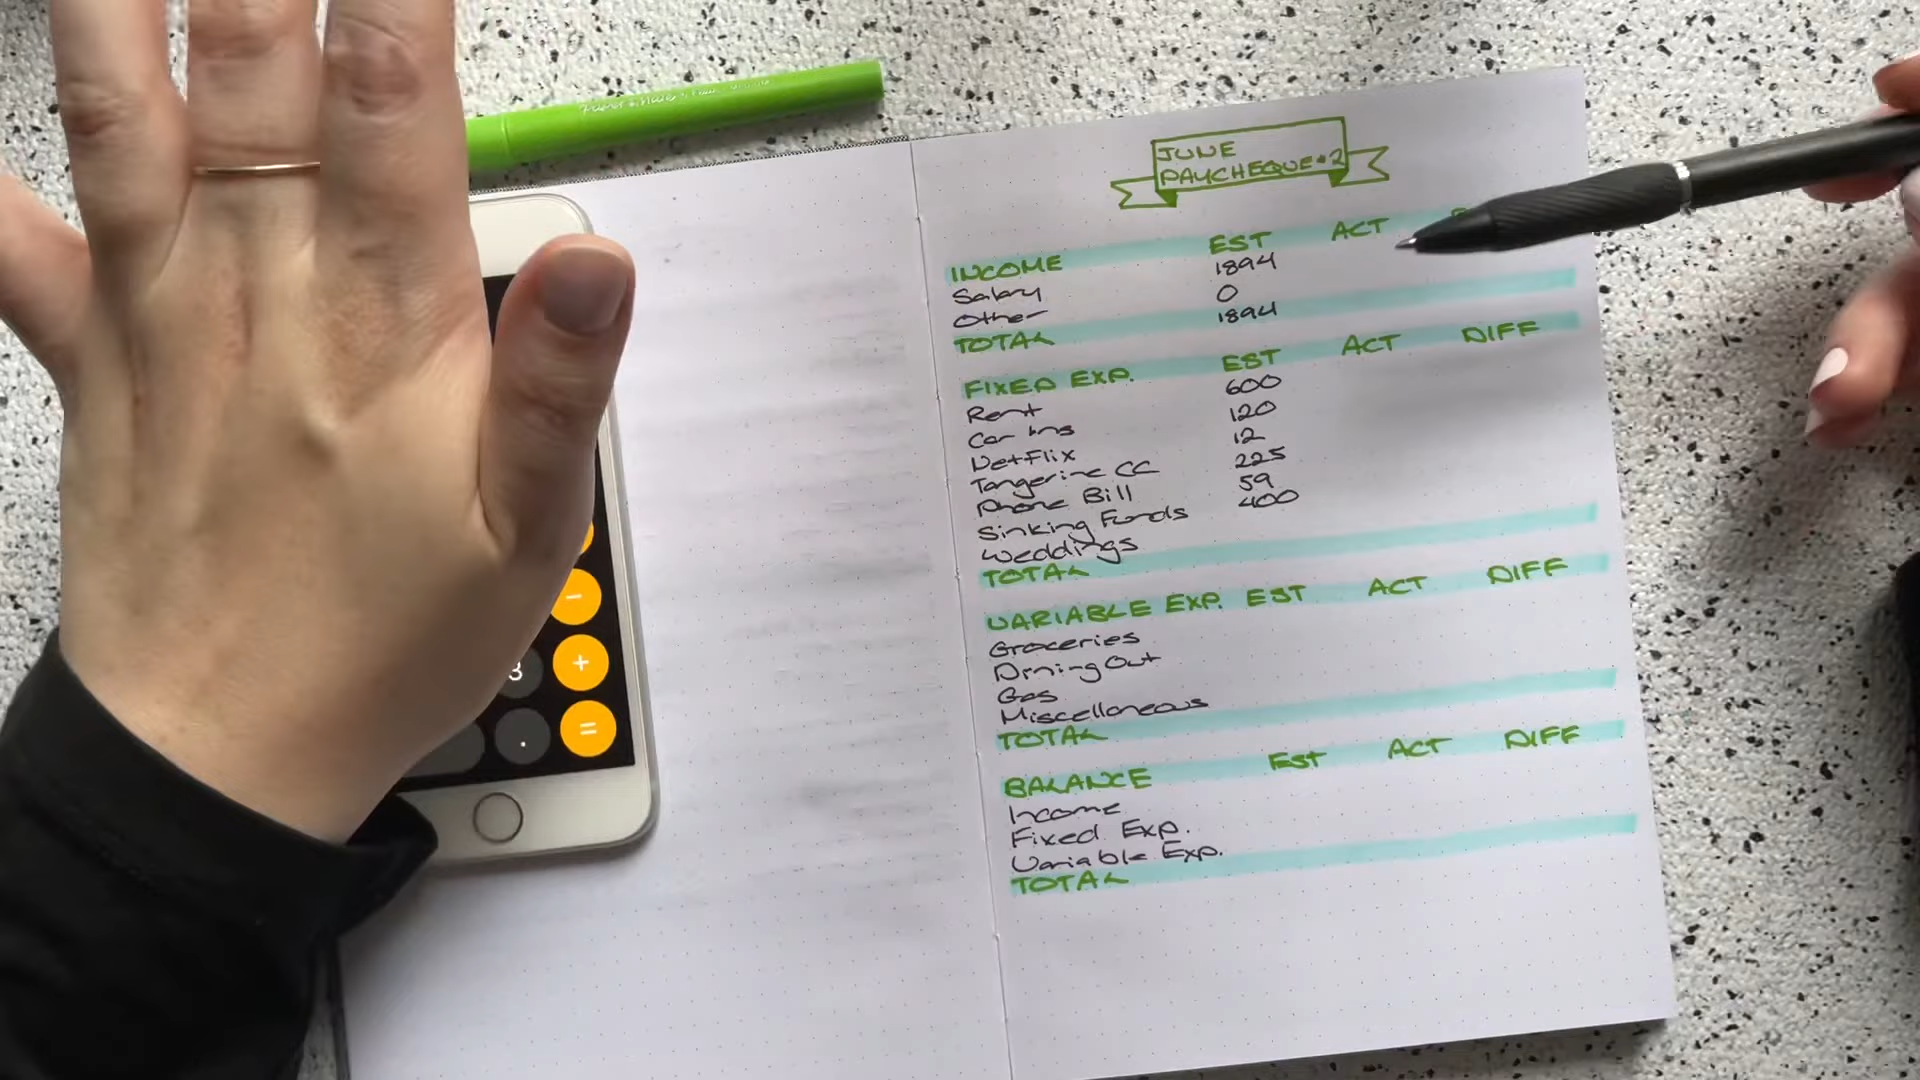 JUNE
PAYCHEQUE #2
INCOME EST ACT
Salary 1894
Other 0
TOTAL 1894
FIXED EXP. EST ACT DIFF
Rent 600
Car Ins 120
Netflix 12
Tangerine CC 225
Phone Bill 59
Sinking Funds 400
Weddings
TOTAL
VARIABLE EXP. EST ACT DIFF
Groceries
Dining Out
Gas
Miscellaneous
TOTAL
BALANCE EST ACT DIFF
Income
Fixed Exp.
Variable Exp.
TOTAL
−
3 +
. =